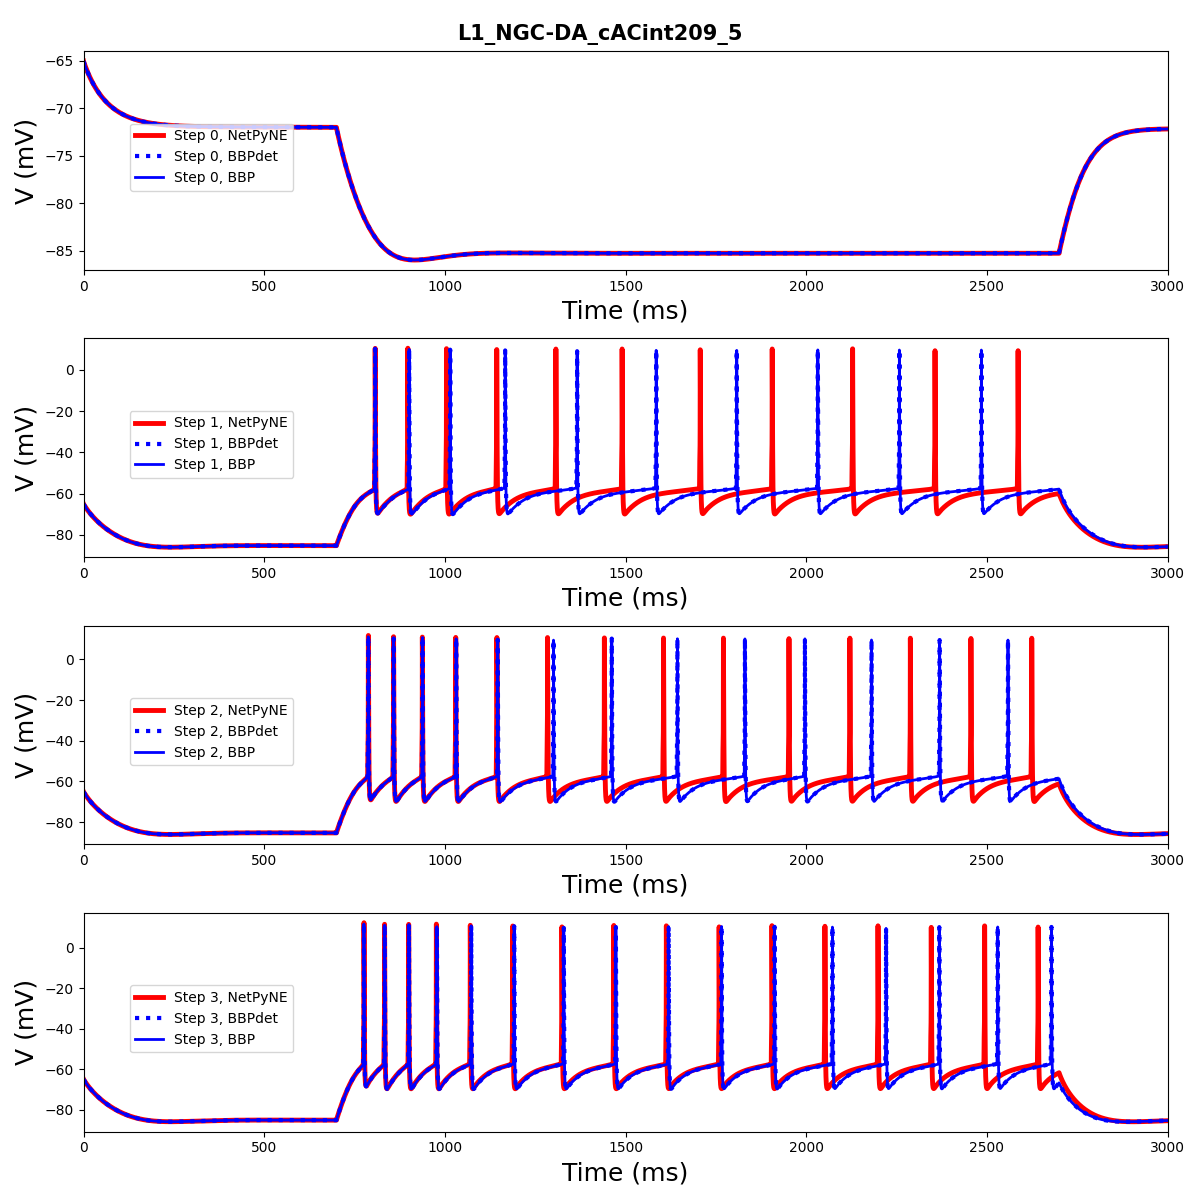 L1_NGC-DA_cACint209_5
−65
−70
−75
−80
−85
V (mV)
Step 0, NetPyNE
Step 0, BBPdet
Step 0, BBP
0 500 1000 1500 2000 2500 3000
Time (ms)
0
−20
−40
−60
−80
V (mV)
Step 1, NetPyNE
Step 1, BBPdet
Step 1, BBP
0 500 1000 1500 2000 2500 3000
Time (ms)
0
−20
−40
−60
−80
V (mV)
Step 2, NetPyNE
Step 2, BBPdet
Step 2, BBP
0 500 1000 1500 2000 2500 3000
Time (ms)
0
−20
−40
−60
−80
V (mV)
Step 3, NetPyNE
Step 3, BBPdet
Step 3, BBP
0 500 1000 1500 2000 2500 3000
Time (ms)